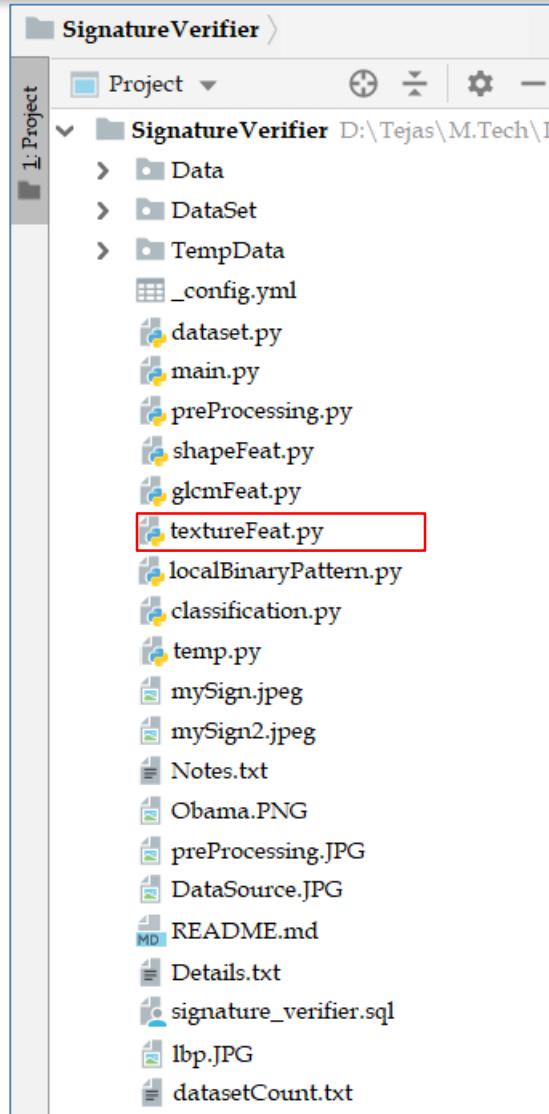 SignatureVerifier
1: Project
Project
SignatureVerifier D:\Tejas\M.Tech\
Data
DataSet
TempData
_config.yml
dataset.py
main.py
preProcessing.py
shapeFeat.py
glcmFeat.py
textureFeat.py
localBinaryPattern.py
classification.py
temp.py
mySign.jpeg
mySign2.jpeg
Notes.txt
Obama.PNG
preProcessing.JPG
DataSource.JPG
MD README.md
Details.txt
signature_verifier.sql
lbp.JPG
datasetCount.txt